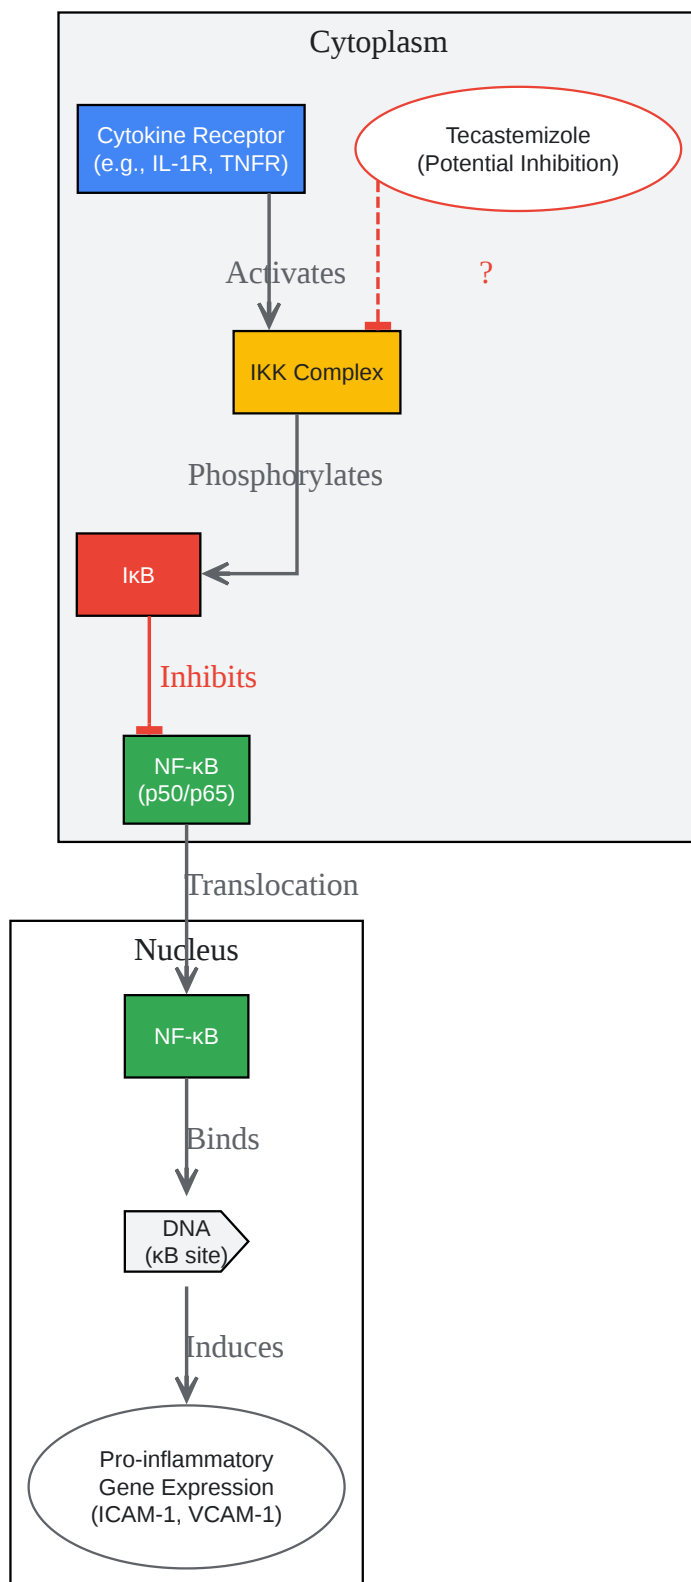 Cytoplasm
Cytokine Receptor
(e.g., IL-1R, TNFR)
Tecastemizole
(Potential Inhibition)
Activates
?
IKK Complex
Phosphorylates
IκB
Inhibits
NF-κB
(p50/p65)
Translocation
Nucleus
NF-κB
Binds
DNA
(κB site)
Induces
Pro-inflammatory
Gene Expression
(ICAM-1, VCAM-1)